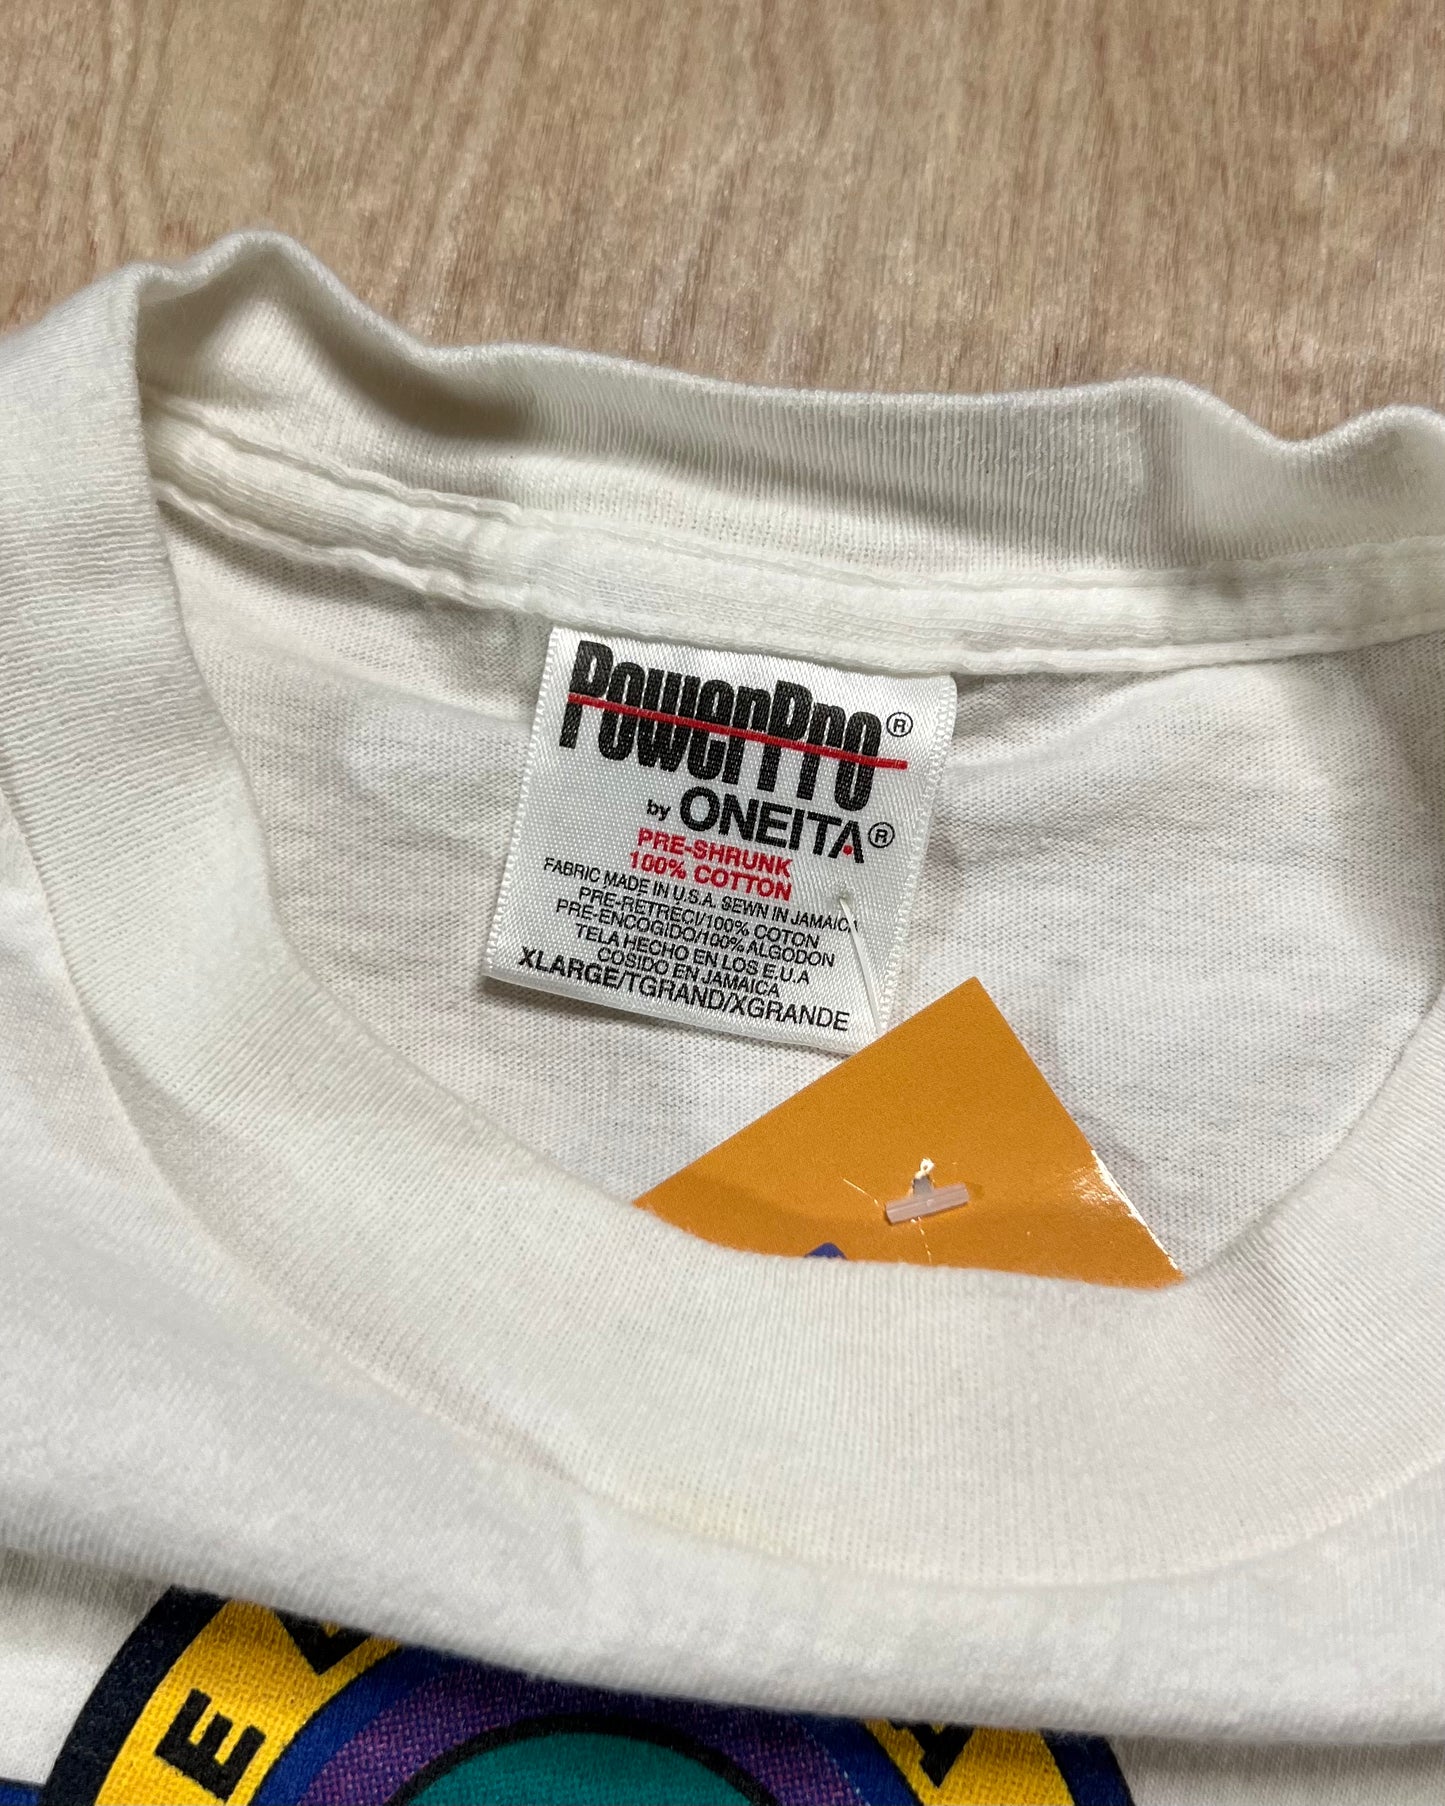 PowerPro®
by ONEITA®
PRE-SHRUNK
100% COTTON
FABRIC MADE IN U.S.A. SEWN IN JAMAICA
PRE-RETRECI/100% COTON
PRE-ENCOGIDO/100% ALGODON
TELA HECHO EN LOS E.U.A
COSIDO EN JAMAICA
XLARGE/TGRAND/XGRANDE
E